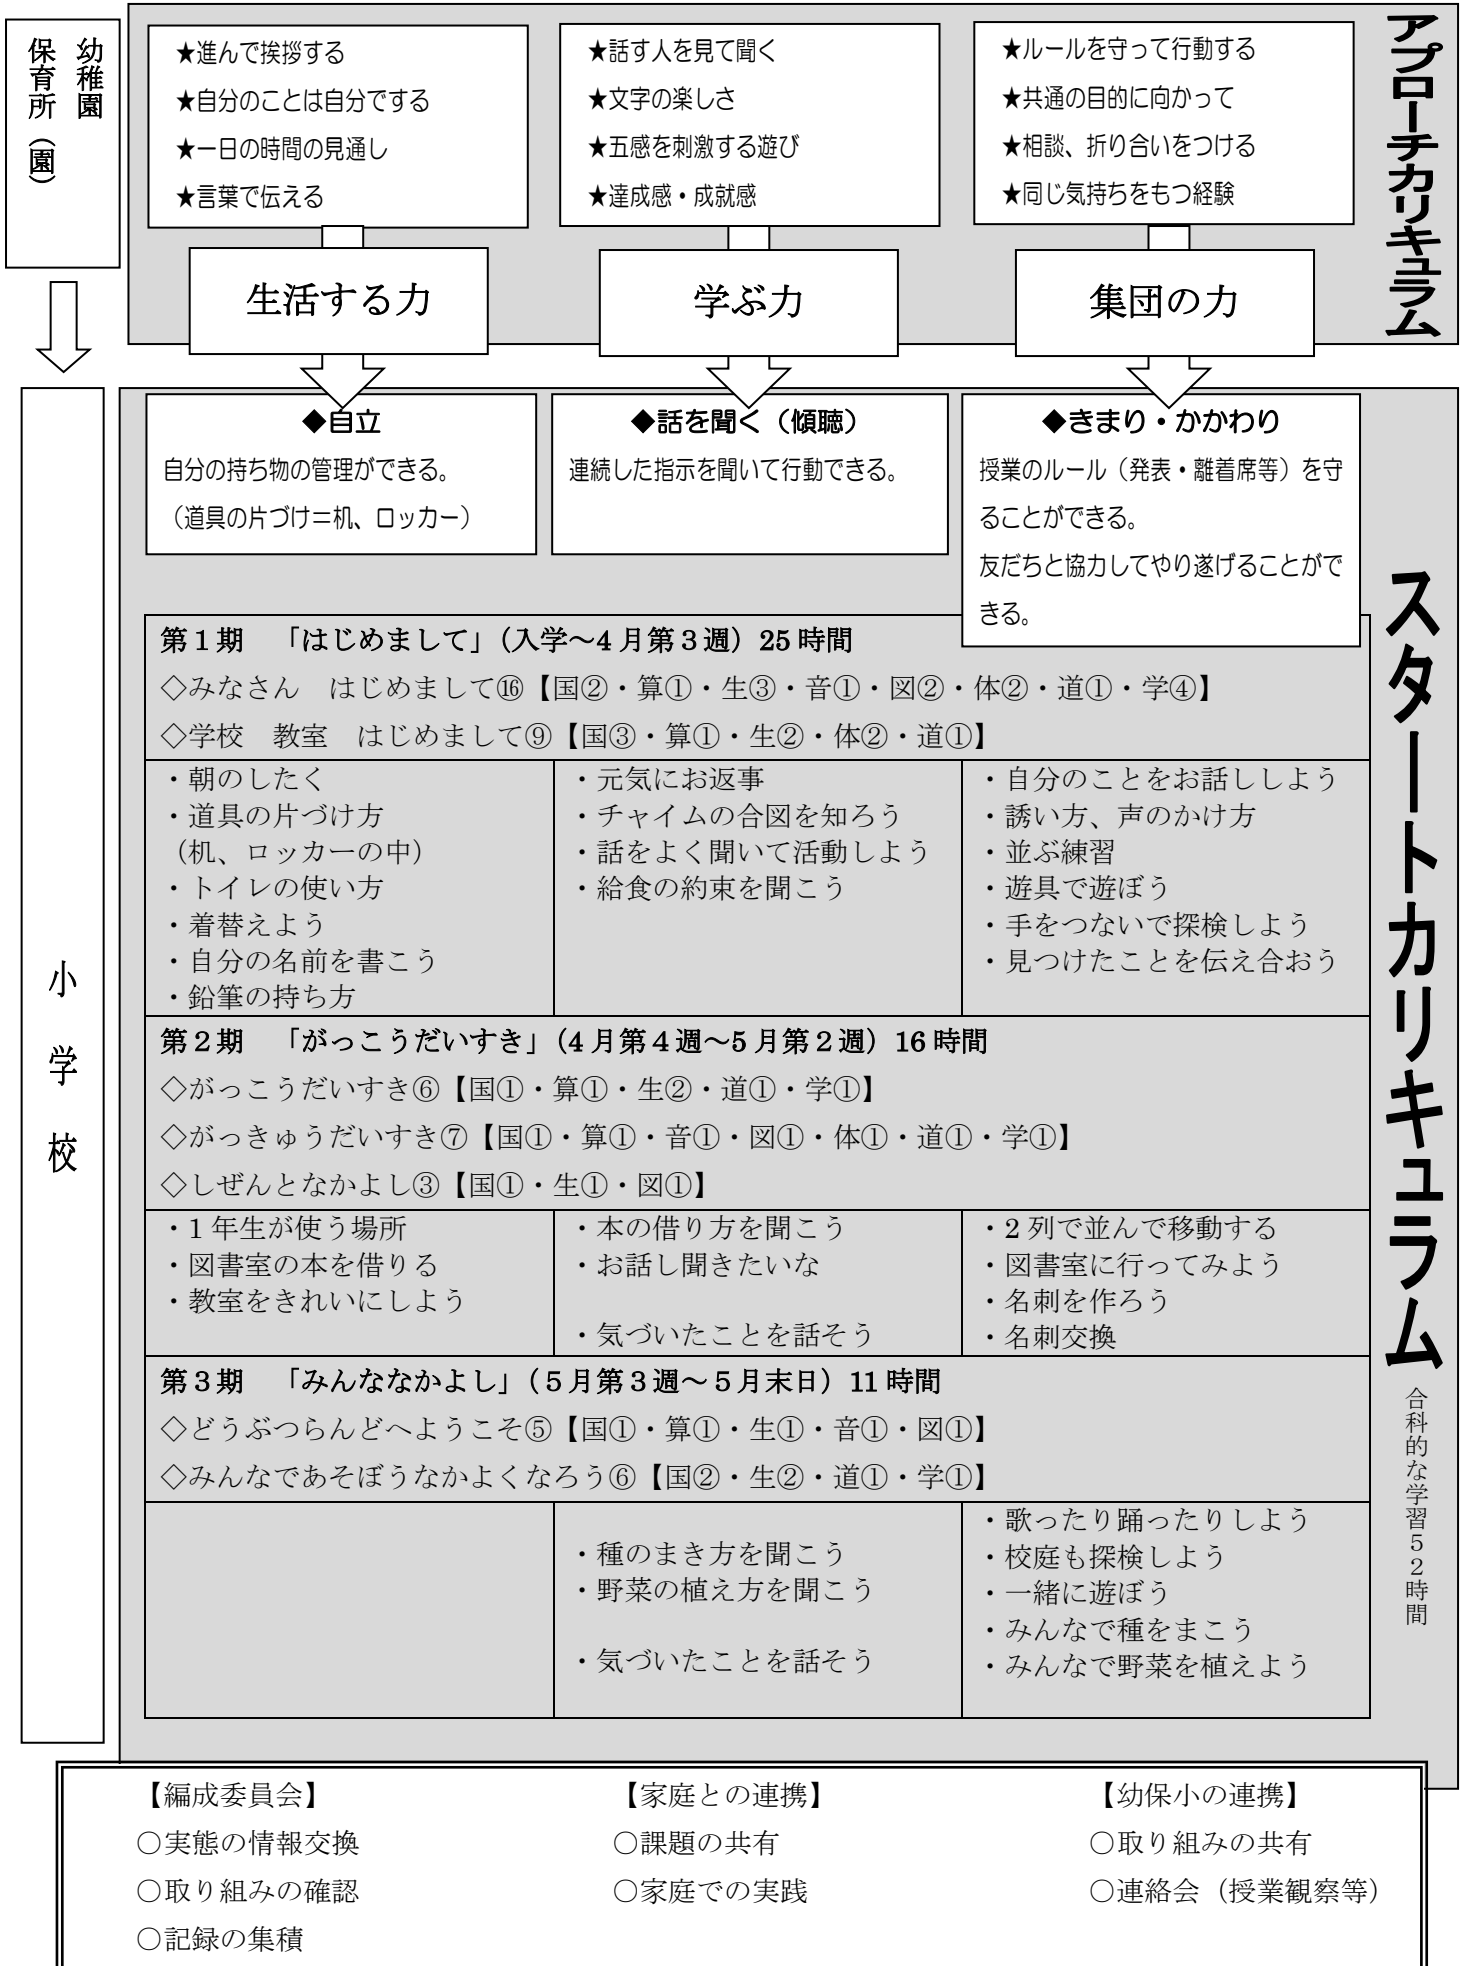 幼稚園
保育所（園）
アプローチカリキュラム
★進んで挨拶する
★自分のことは自分でする
★一日の時間の見通し
★言葉で伝える
★話す人を見て聞く
★文字の楽しさ
★五感を刺激する遊び
★達成感・成就感
★ルールを守って行動する
★共通の目的に向かって
★相談、折り合いをつける
★同じ気持ちをもつ経験
生活する力
学ぶ力
集団の力
小学校
スタートカリキュラム
合科的な学習５２時間
◆自立
自分の持ち物の管理ができる。
（道具の片づけ＝机、ロッカー）
◆話を聞く（傾聴）
連続した指示を聞いて行動できる。
◆きまり・かかわり
授業のルール（発表・離着席等）を守
ることができる。
友だちと協力してやり遂げることがで
きる。
第１期　「はじめまして」（入学～4 月第３週）25 時間
◇みなさん　はじめまして⑯【国②・算①・生③・音①・図②・体②・道①・学④】
◇学校　教室　はじめまして⑨【国③・算①・生②・体②・道①】
・朝のしたく
・道具の片づけ方
（机、ロッカーの中）
・トイレの使い方
・着替えよう
・自分の名前を書こう
・鉛筆の持ち方
・元気にお返事
・チャイムの合図を知ろう
・話をよく聞いて活動しよう
・給食の約束を聞こう
・自分のことをお話ししよう
・誘い方、声のかけ方
・並ぶ練習
・遊具で遊ぼう
・手をつないで探検しよう
・見つけたことを伝え合おう
第２期　「がっこうだいすき」（4 月第４週～5 月第２週）16 時間
◇がっこうだいすき⑥【国①・算①・生②・道①・学①】
◇がっきゅうだいすき⑦【国①・算①・音①・図①・体①・道①・学①】
◇しぜんとなかよし③【国①・生①・図①】
・1 年生が使う場所
・図書室の本を借りる
・教室をきれいにしよう
・本の借り方を聞こう
・お話し聞きたいな
・気づいたことを話そう
・2 列で並んで移動する
・図書室に行ってみよう
・名刺を作ろう
・名刺交換
第３期　「みんななかよし」（５月第３週～５月末日）11 時間
◇どうぶつらんどへようこそ⑤【国①・算①・生①・音①・図①】
◇みんなであそぼうなかよくなろう⑥【国②・生②・道①・学①】
・種のまき方を聞こう
・野菜の植え方を聞こう
・気づいたことを話そう
・歌ったり踊ったりしよう
・校庭も探検しよう
・一緒に遊ぼう
・みんなで種をまこう
・みんなで野菜を植えよう
【編成委員会】
○実態の情報交換
○取り組みの確認
○記録の集積
【家庭との連携】
○課題の共有
○家庭での実践
【幼保小の連携】
○取り組みの共有
○連絡会（授業観察等）